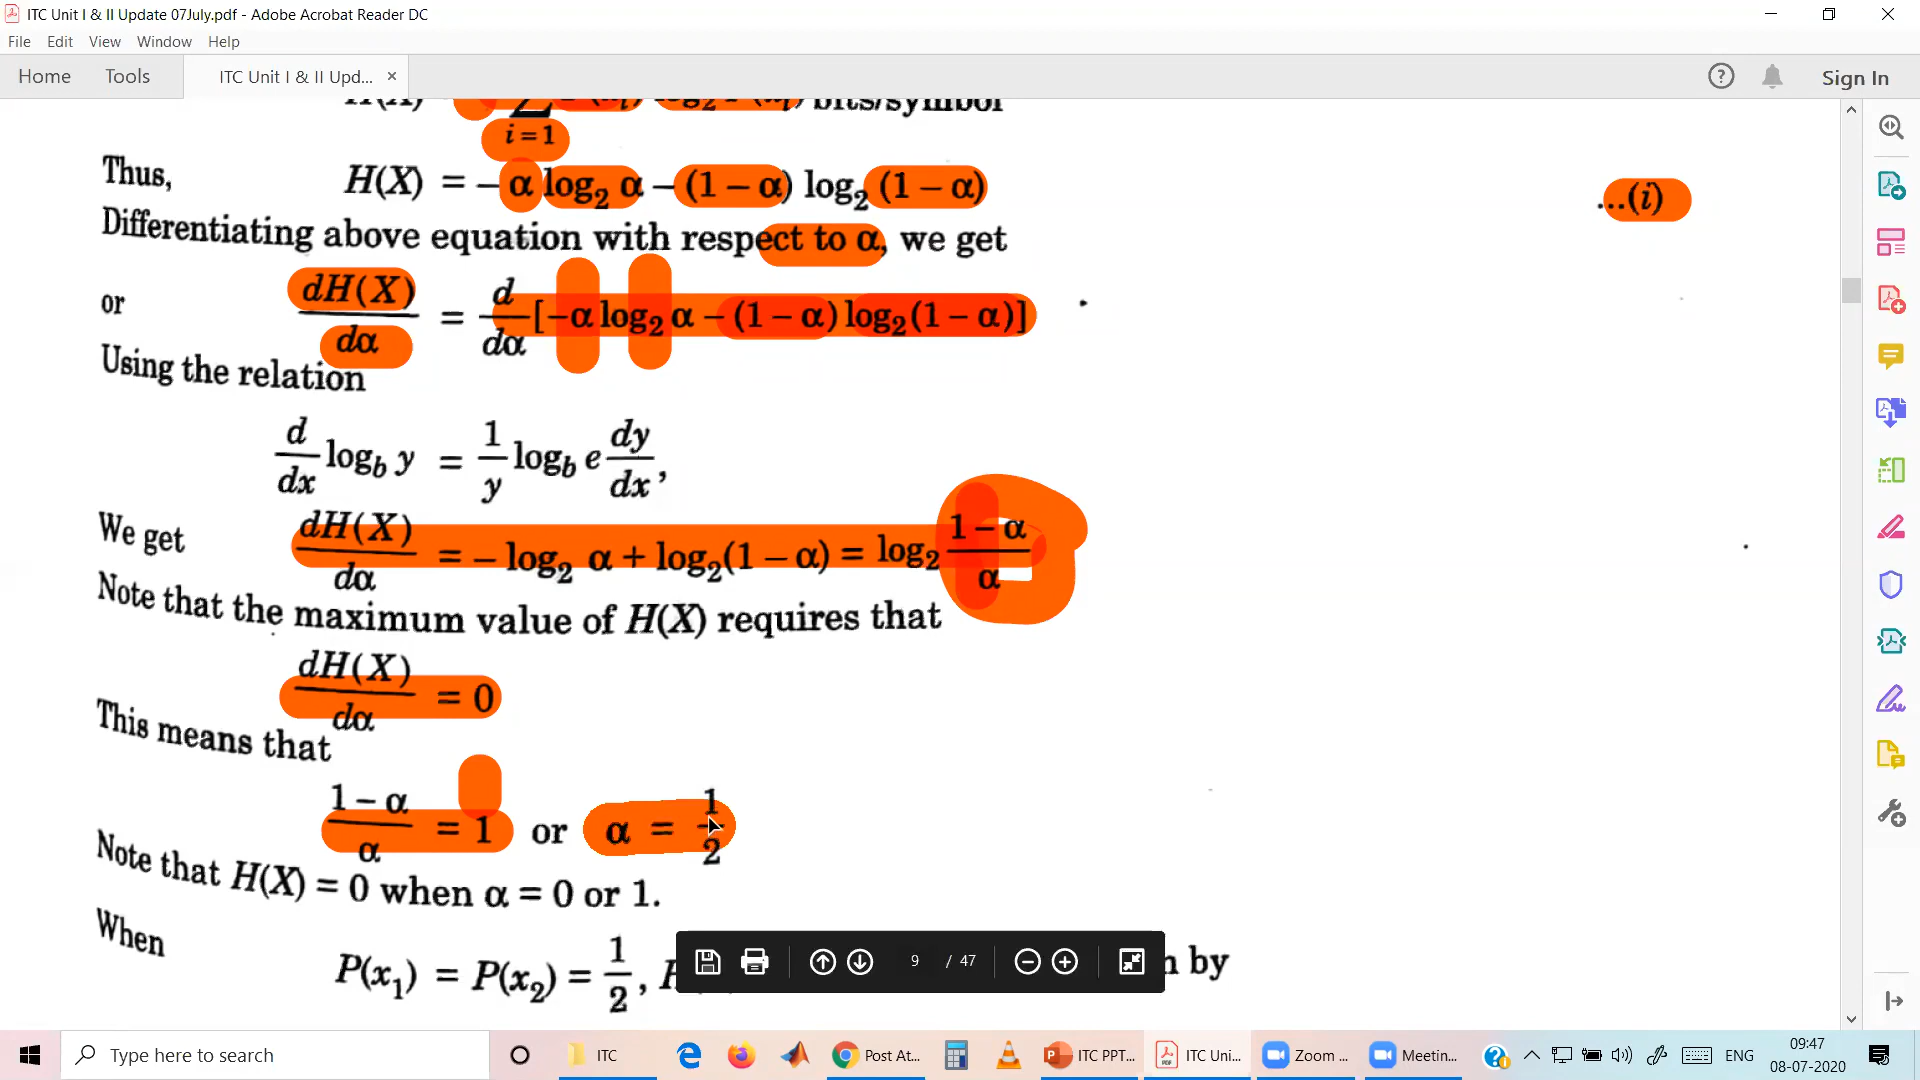 ITC Unit I & II Update 07July.pdf - Adobe Acrobat Reader DC
File Edit View Window Help
Home Tools ITC Unit I & II Upd... × Sign In
i = 1
bits/symbol
Thus, H(X) = – α log₂ α – (1 – α) log₂ (1 – α) ...(i)
Differentiating above equation with respect to α, we get
or dH(X)/dα = d/dα [–α log₂ α – (1 – α) log₂ (1 – α)]
Using the relation
d/dx log_b y = 1/y log_b e dy/dx,
We get dH(X)/dα = – log₂ α + log₂(1 – α) = log₂ (1 – α)/α
Note that the maximum value of H(X) requires that
dH(X)/dα = 0
This means that
(1 – α)/α = 1 or α = 1/2
Note that H(X) = 0 when α = 0 or 1.
When
P(x₁) = P(x₂) = 1/2, by
9 / 47
Type here to search
ITC
Post At...
ITC PPT...
ITC Uni...
Zoom ...
Meetin...
ENG
09:47
08-07-2020